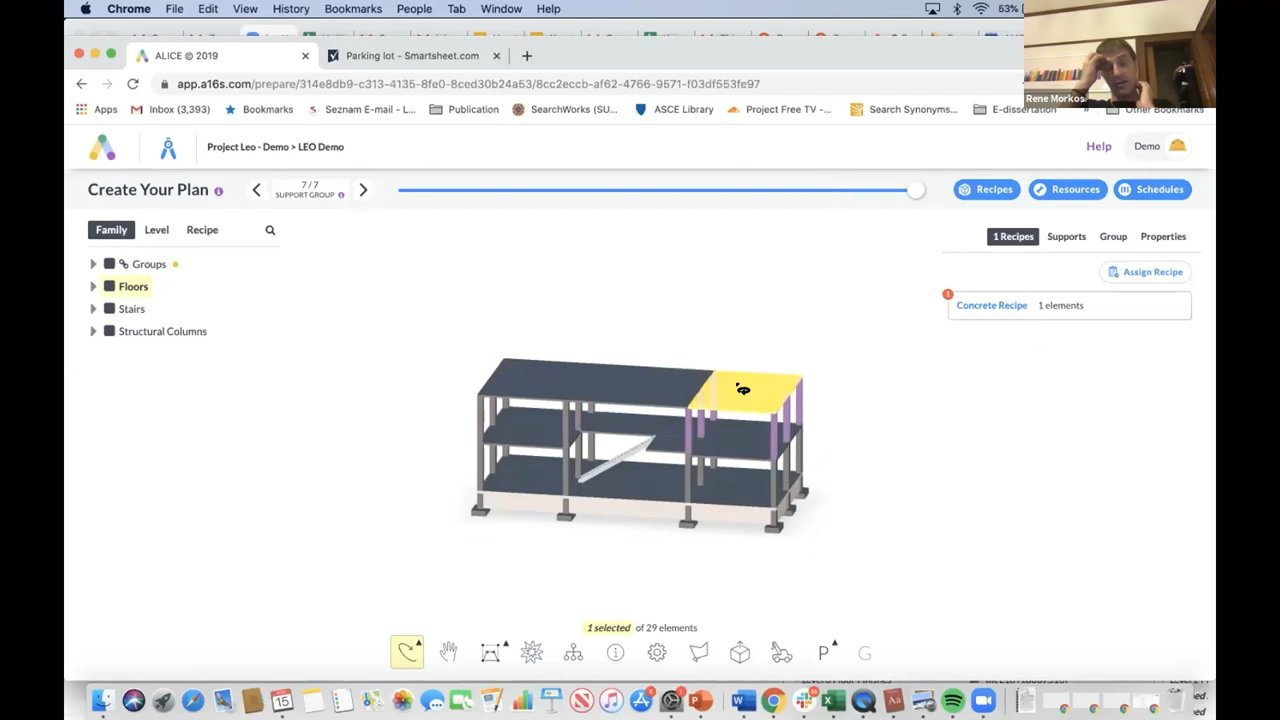 Chrome File Edit View History Bookmarks People Tab Window Help 53%
ALICE © 2019
Parking lot - Smartsheet.com
app.a16s.com/prepare/314e8db9-c313-4135-8fe0-8ced30b24a53/8cc2eccb-af62-4766-9571-f03df553fe97
Rene Morkos
Apps Inbox (3,393) Bookmarks Seznamall - L... Publication SearchWorks (SU... ASCE Library Project Free TV -... Search Synonyms... E-dissertation » Other Bookmarks
Project Leo - Demo > LEO Demo
Help
Demo
Create Your Plan
7/7
SUPPORT GROUP
Recipes
Resources
Schedules
Family Level Recipe
1 Recipes Supports Group Properties
Groups
Floors
Stairs
Structural Columns
Assign Recipe
1
Concrete Recipe 1 elements
1 selected of 29 elements
P
G
15